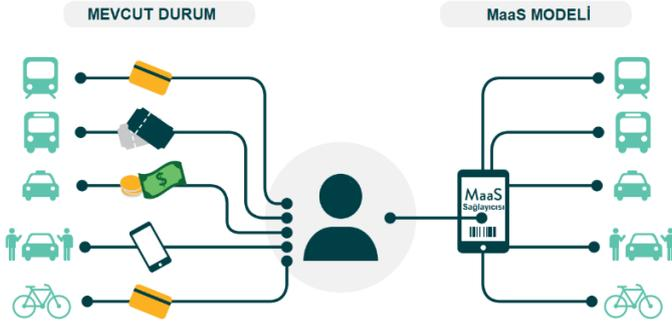 MEVCUT DURUM
MaaS MODELİ
$
MaaS
Sağlayıcısı